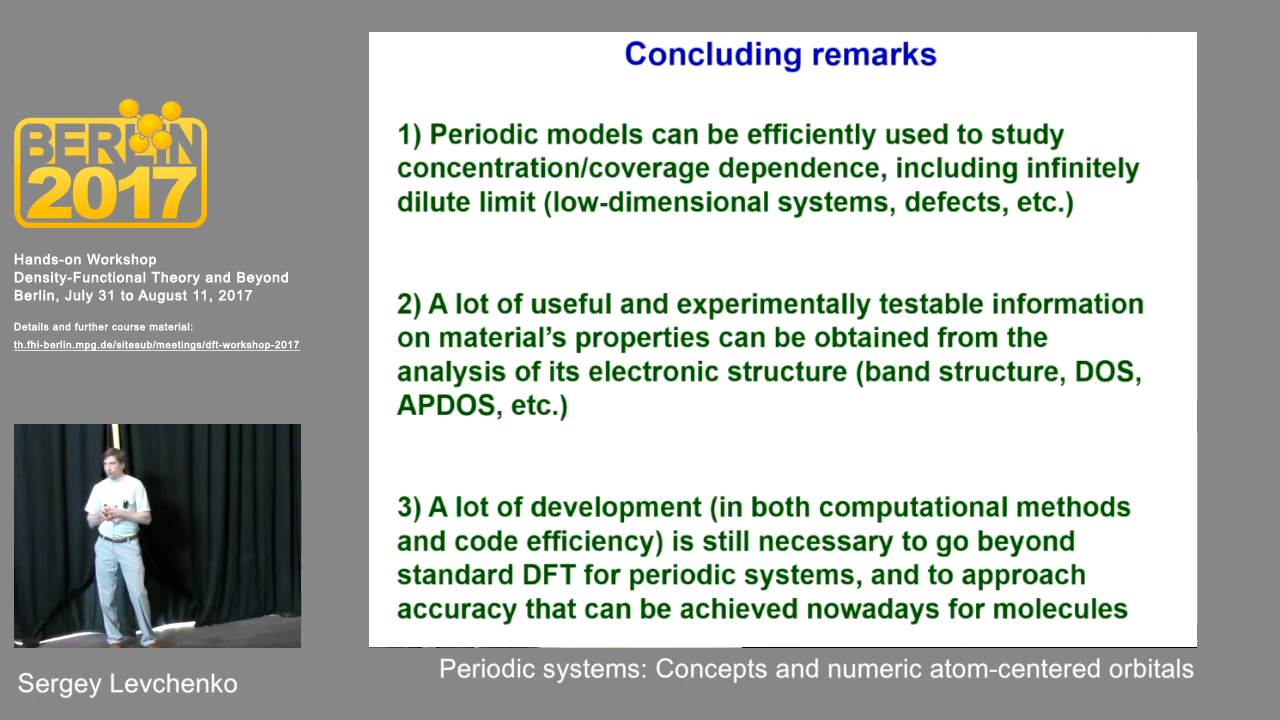 BERLIN
2017
Hands-on Workshop
Density-Functional Theory and Beyond
Berlin, July 31 to August 11, 2017
Details and further course material:
th.fhi-berlin.mpg.de/sitesub/meetings/dft-workshop-2017
Concluding remarks
1) Periodic models can be efficiently used to study
concentration/coverage dependence, including infinitely
dilute limit (low-dimensional systems, defects, etc.)
2) A lot of useful and experimentally testable information
on material’s properties can be obtained from the
analysis of its electronic structure (band structure, DOS,
APDOS, etc.)
3) A lot of development (in both computational methods
and code efficiency) is still necessary to go beyond
standard DFT for periodic systems, and to approach
accuracy that can be achieved nowadays for molecules
Sergey Levchenko
Periodic systems: Concepts and numeric atom-centered orbitals